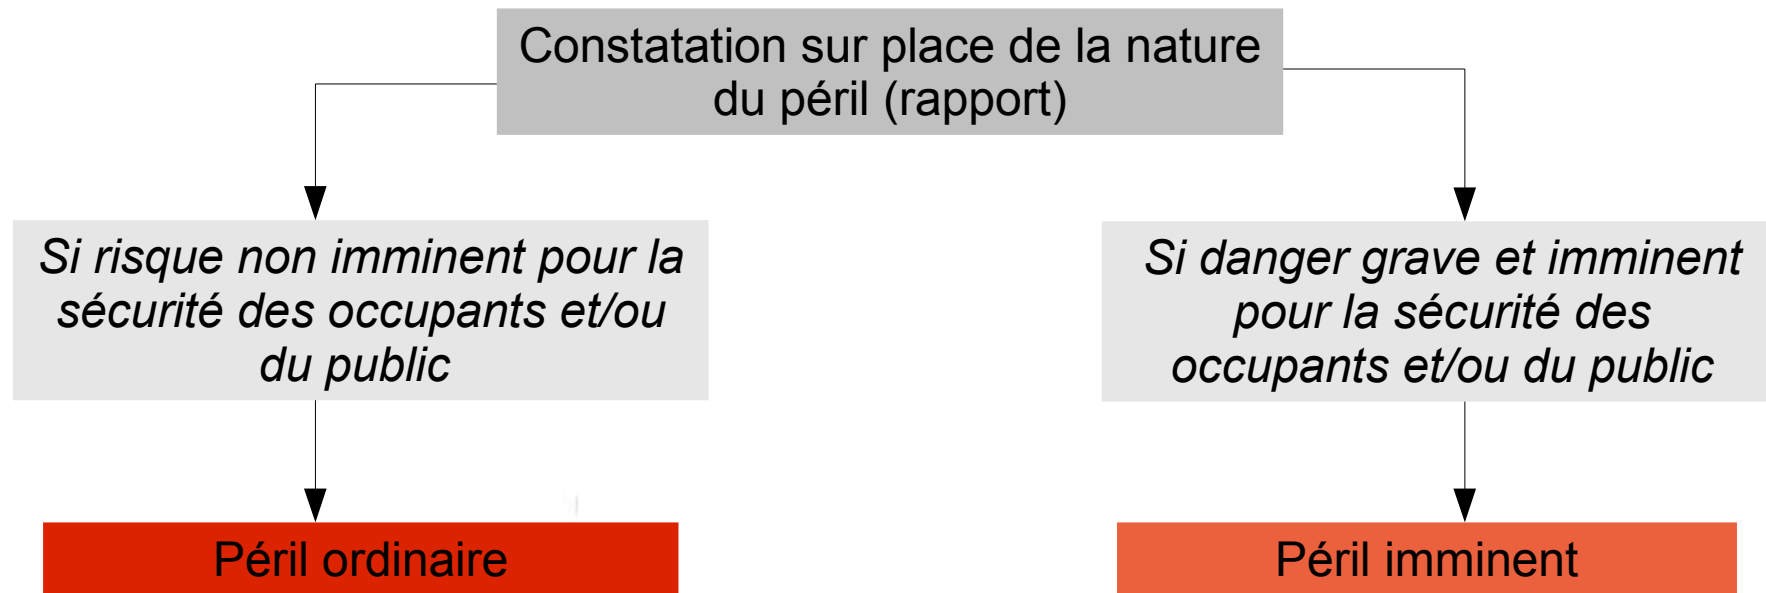 Constatation sur place de la nature
du péril (rapport)
Si risque non imminent pour la
sécurité des occupants et/ou
du public
Si danger grave et imminent
pour la sécurité des
occupants et/ou du public
Péril ordinaire
Péril imminent